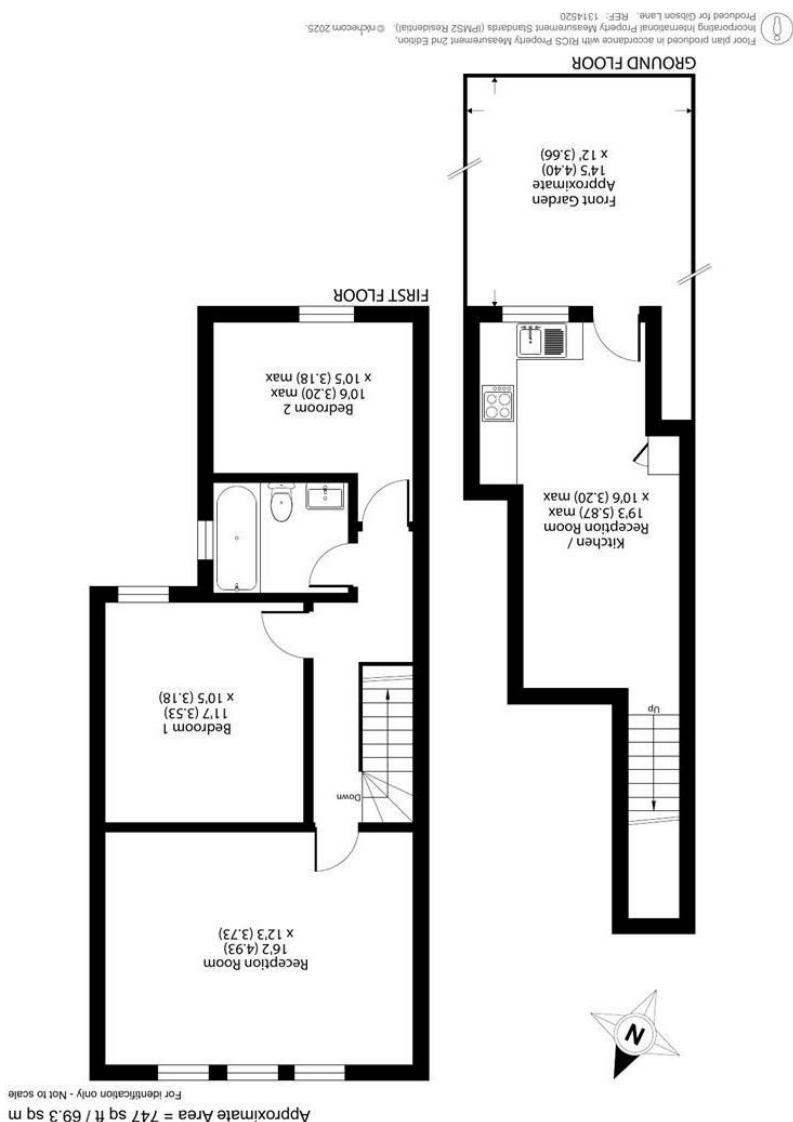 Approximate Area = 747 sq ft / 69.3 sq m
For identification only - Not to scale
N
Up
Kitchen /
Reception Room
19'3 (5.87) max
x 10'6 (3.20) max
Front Garden
Approximate
14'5 (4.40)
x 12' (3.66)
GROUND FLOOR
Reception Room
16'2 (4.93)
x 12'3 (3.73)
Down
Bedroom 1
11'7 (3.53)
x 10'5 (3.18)
Bedroom 2
10'6 (3.20) max
x 10'5 (3.18) max
FIRST FLOOR
Floor plan produced in accordance with RICS Property Measurement 2nd Edition,
Incorporating International Property Measurement Standards (IPMS2 Residential). © nichecom 2025.
Produced for Gibson Lane. REF: 1314520